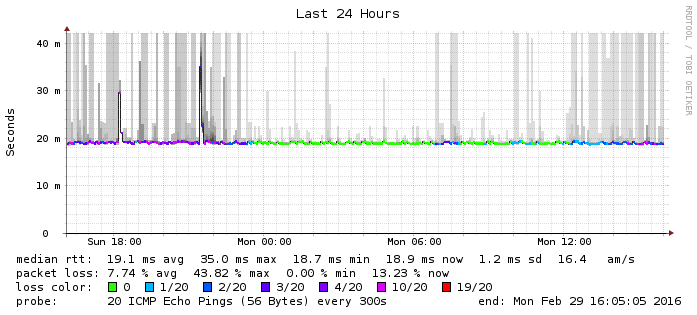 Last 24 Hours
RRDTOOL / TOBI OETIKER
Seconds
40 m
30 m
20 m
10 m
0
Sun 18:00 Mon 00:00 Mon 06:00 Mon 12:00
median rtt: 19.1 ms avg 35.0 ms max 18.7 ms min 18.9 ms now 1.2 ms sd 16.4 am/s
packet loss: 7.74 % avg 43.82 % max 0.00 % min 13.23 % now
loss color: 0 1/20 2/20 3/20 4/20 10/20 19/20
probe: 20 ICMP Echo Pings (56 Bytes) every 300s end: Mon Feb 29 16:05:05 2016